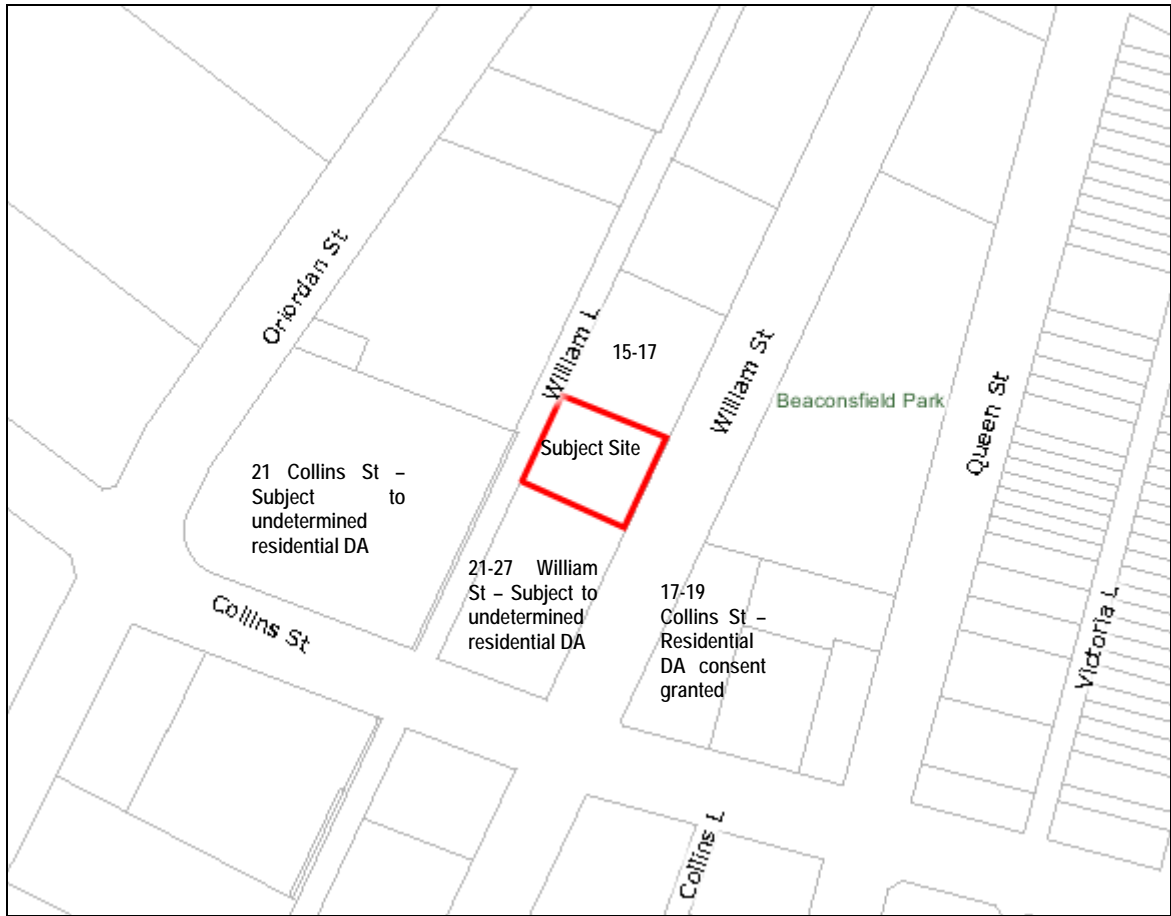 Oriordan St
William L
15-17
William St
Beaconsfield Park
Queen St
Subject Site
21 Collins St –
Subject to
undetermined
residential DA
21-27 William
St – Subject to
undetermined
residential DA
17-19
Collins St –
Residential
DA consent
granted
Collins St
Victoria L
Collins L